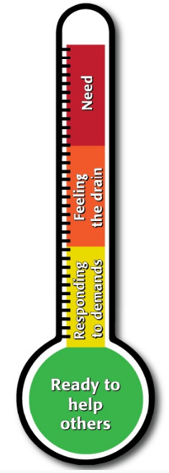 Need
Feeling
the drain
Responding
to demands
Ready to
help
others